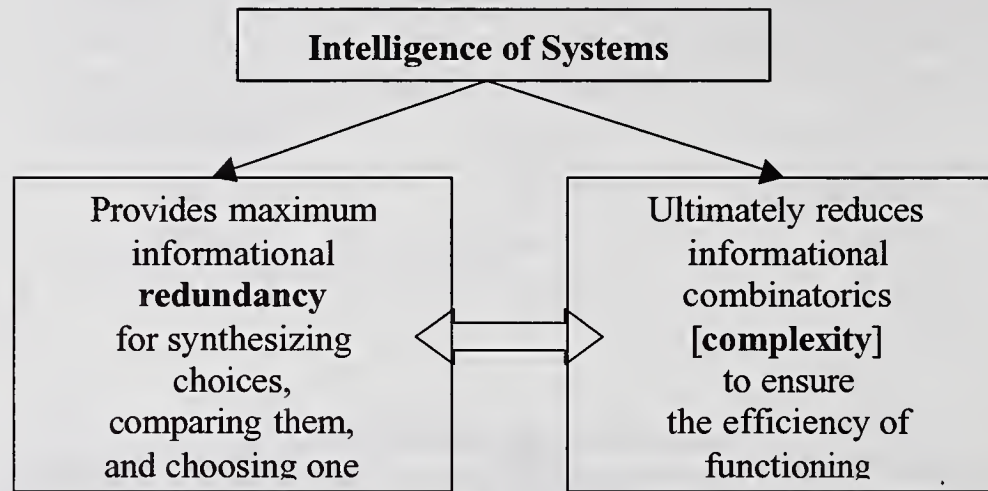 Intelligence of Systems
Provides maximum
informational
redundancy
for synthesizing
choices,
comparing them,
and choosing one
Ultimately reduces
informational
combinatorics
[complexity]
to ensure
the efficiency of
functioning